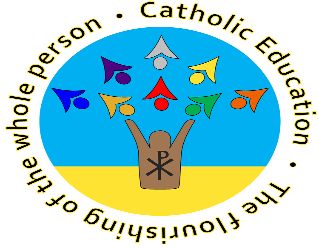 Catholic Education • The flourishing of the whole person •